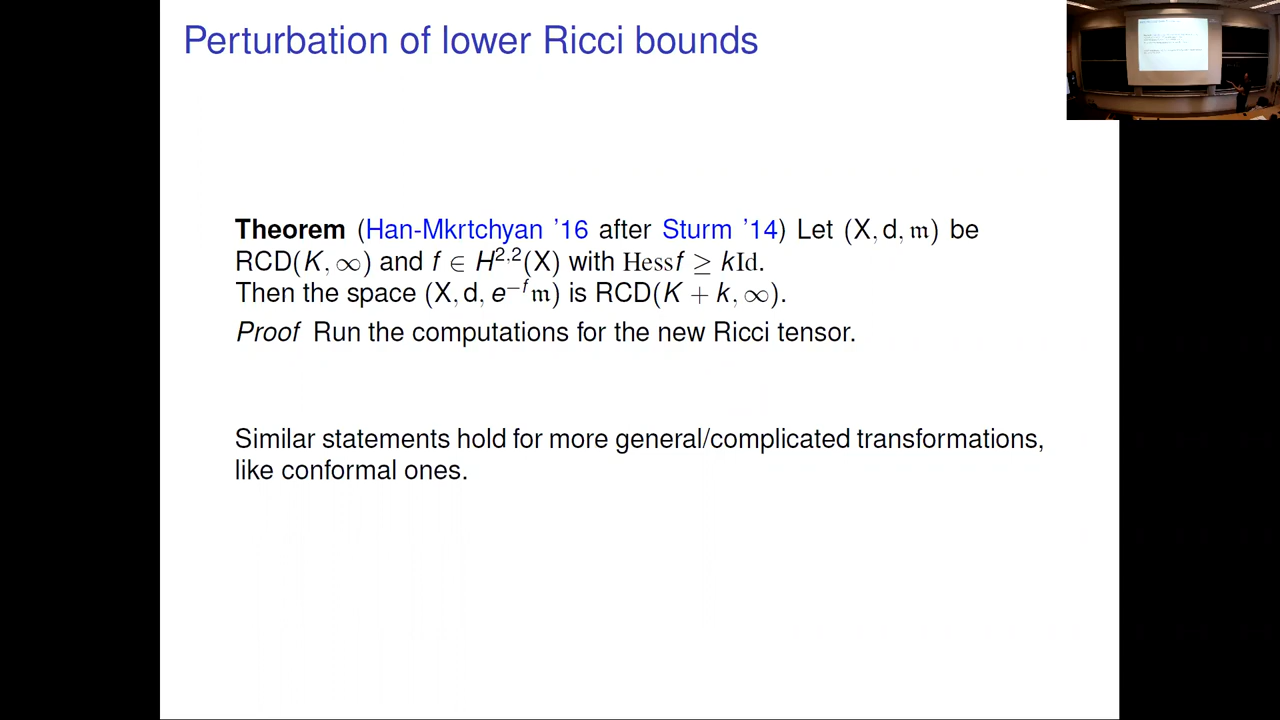 Perturbation of lower Ricci bounds
Theorem (Han-Mkrtchyan ’16 after Sturm ’14) Let (X, d, 𝔪) be
RCD(K, ∞) and f ∈ H²,²(X) with Hessf ≥ kId.
Then the space (X, d, e⁻ᶠ𝔪) is RCD(K + k, ∞).
Proof Run the computations for the new Ricci tensor.
Similar statements hold for more general/complicated transformations,
like conformal ones.